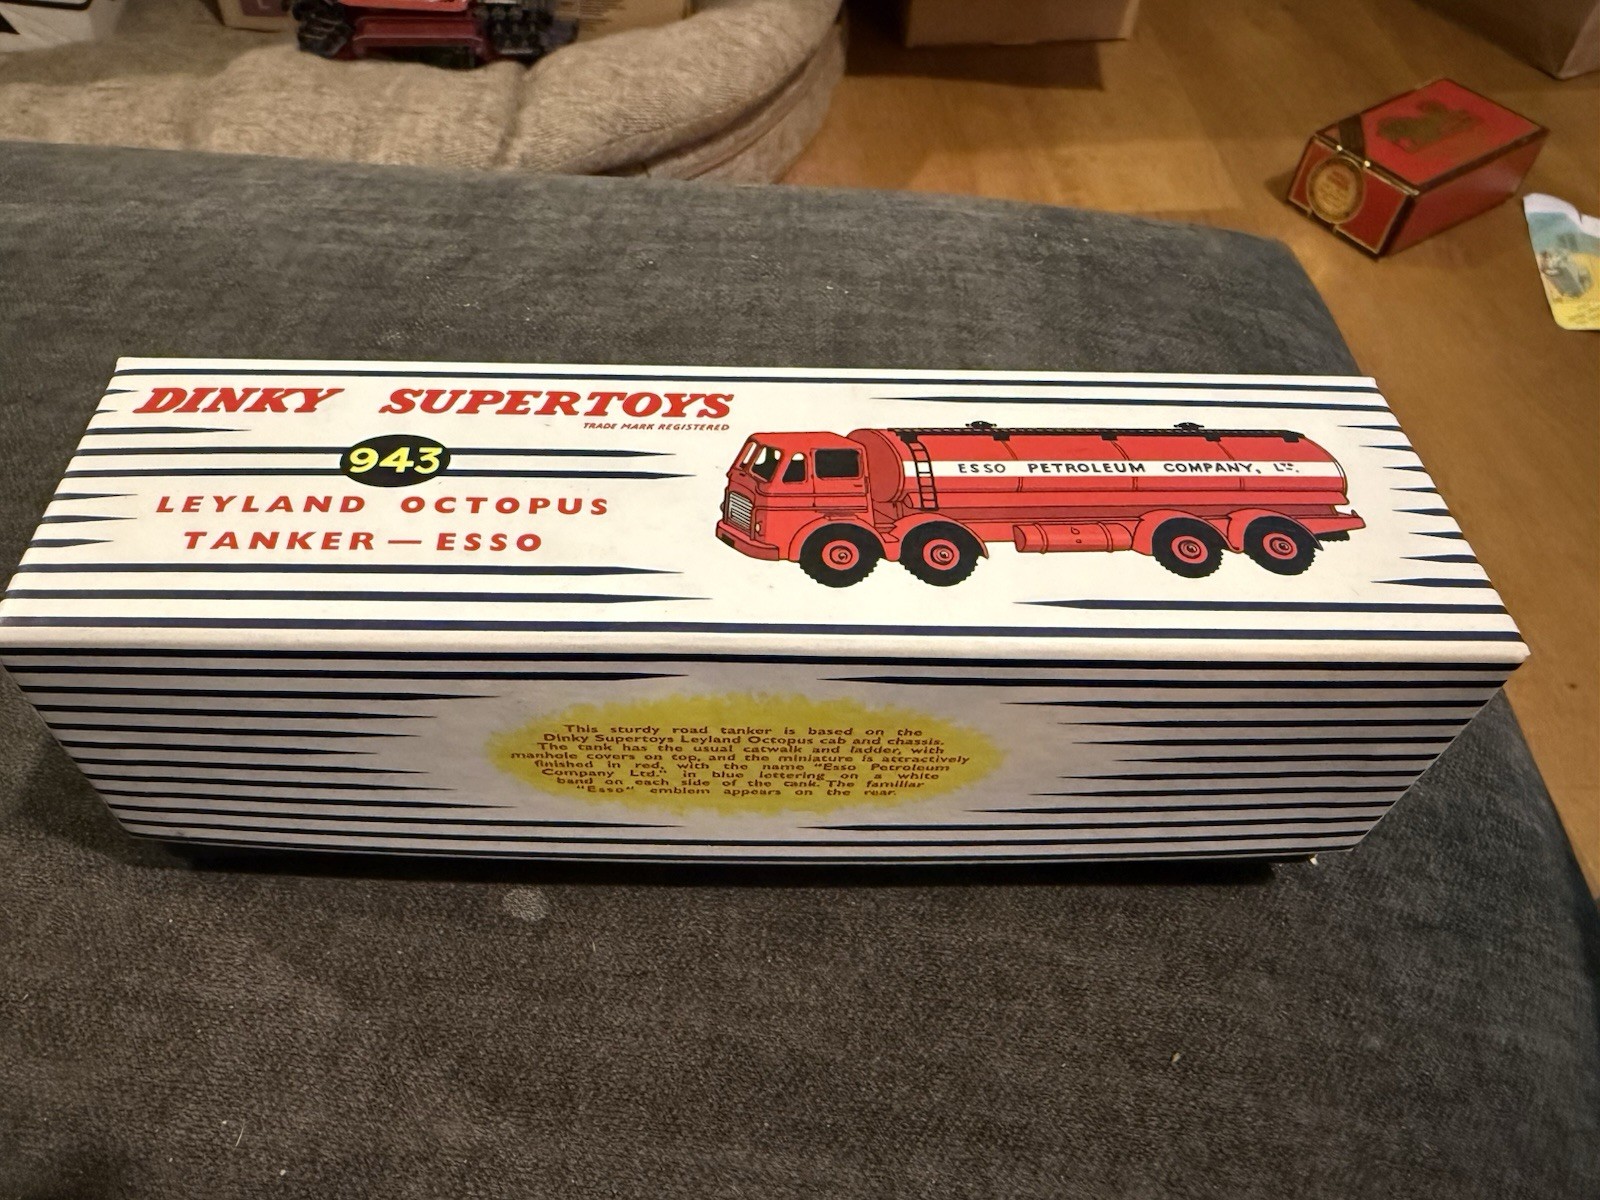 DINKY SUPERTOYS
TRADE MARK REGISTERED
943
LEYLAND OCTOPUS
TANKER — ESSO
ESSO PETROLEUM COMPANY, LTD.
This sturdy road tanker is based on the
Dinky Supertoys Leyland Octopus cab and chassis.
The tank has the usual catwalk and ladder, with
manhole covers on top, and the miniature is attractively
finished in red, with the name "Esso Petroleum
Company Ltd." in blue lettering on a white
band on each side of the tank. The familiar
"Esso" emblem appears on the rear.